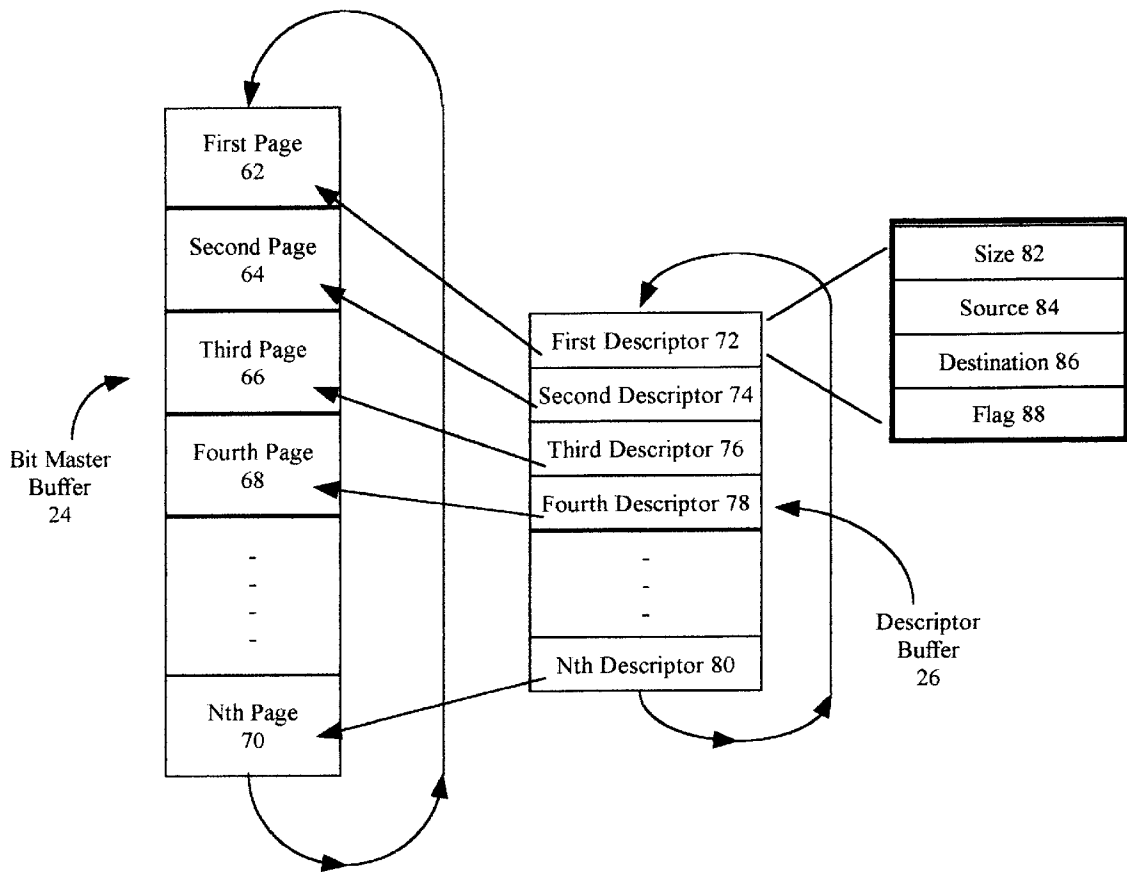 First Page
62
Second Page
64
Third Page
66
Fourth Page
68
Nth Page
70
Bit Master
Buffer
24
First Descriptor 72
Second Descriptor 74
Third Descriptor 76
Fourth Descriptor 78
Nth Descriptor 80
Size 82
Source 84
Destination 86
Flag 88
Descriptor
Buffer
26